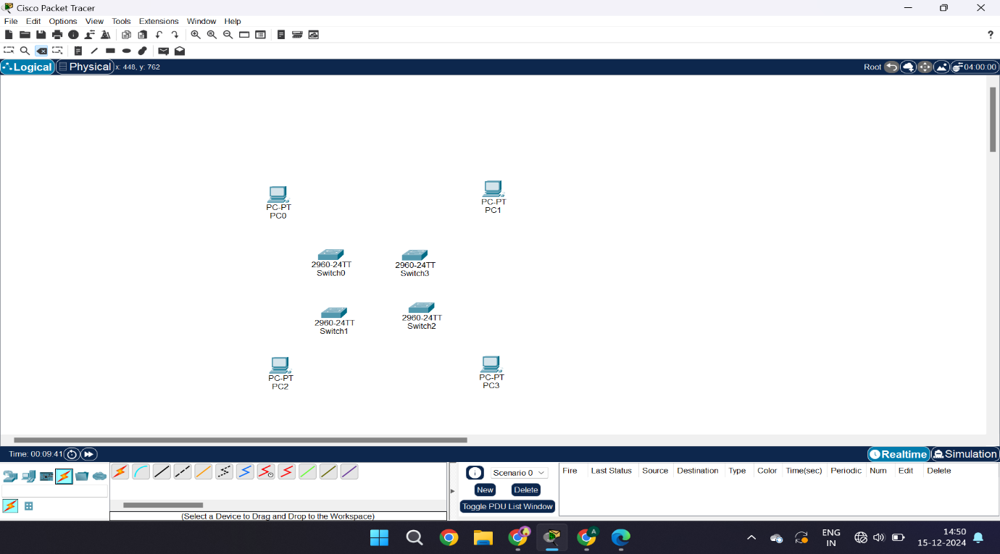 Cisco Packet Tracer
File Edit Options View Tools Extensions Window Help
?
Logical Physical x: 448, y: 762 Root 04:00:00
PC-PT
PC0
PC-PT
PC1
2960-24TT
Switch0
2960-24TT
Switch3
2960-24TT
Switch1
2960-24TT
Switch2
PC-PT
PC2
PC-PT
PC3
Time: 00:09:41 Realtime Simulation
Scenario 0
New Delete
Toggle PDU List Window
Fire Last Status Source Destination Type Color Time(sec) Periodic Num Edit Delete
(Select a Device to Drag and Drop to the Workspace)
A
ENG
IN
14:50
15-12-2024